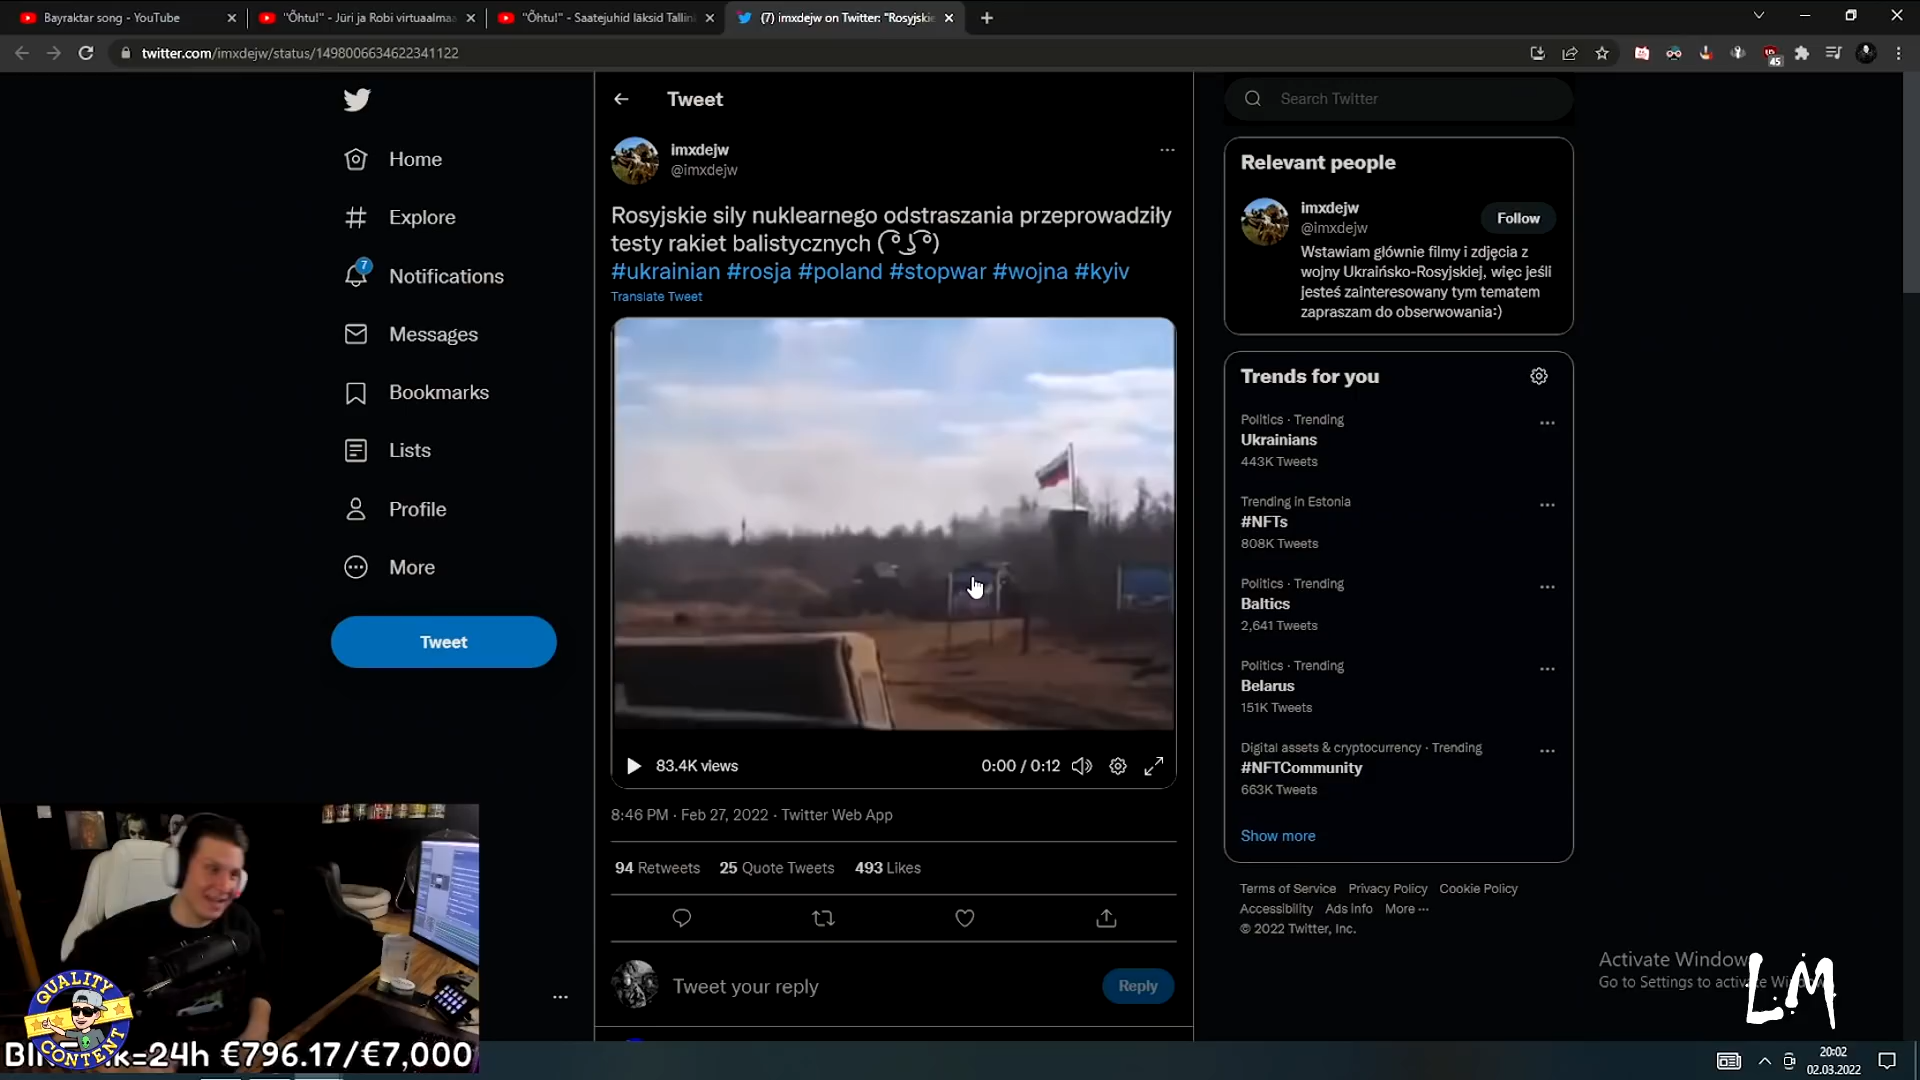 Bayraktar song - YouTube
"Õhtu!" - Jüri ja Robi virtuaalma
"Õhtu!" - Saatejuhid läksid Tallin
(7) imxdejw on Twitter: "Rosyjskie
twitter.com/imxdejw/status/1498006634622341122
45
Home
Explore
7
Notifications
Messages
Bookmarks
Lists
Profile
More
Tweet
Tweet
imxdejw
@imxdejw
Rosyjskie sily nuklearnego odstraszania przeprowadziły
testy rakiet balistycznych ( ͡° ͜ʖ ͡°)
#ukrainian #rosja #poland #stopwar #wojna #kyiv
Translate Tweet
83.4K views
0:00 / 0:12
8:46 PM · Feb 27, 2022 · Twitter Web App
94 Retweets 25 Quote Tweets 493 Likes
Tweet your reply
Reply
Search Twitter
Relevant people
imxdejw
@imxdejw
Follow
Wstawiam głównie filmy i zdjęcia z
wojny Ukraińsko-Rosyjskiej, więc jeśli
jesteś zainteresowany tym tematem
zapraszam do obserwowania:)
Trends for you
Politics · Trending
Ukrainians
443K Tweets
Trending in Estonia
#NFTs
808K Tweets
Politics · Trending
Baltics
2,641 Tweets
Politics · Trending
Belarus
151K Tweets
Digital assets & cryptocurrency · Trending
#NFTCommunity
663K Tweets
Show more
Terms of Service Privacy Policy Cookie Policy
Accessibility Ads info More ···
© 2022 Twitter, Inc.
Activate Window
Go to Settings to activate
LM
QUALITY
CONTENT
=24h €796.17/€7,000
20:02
02.03.2022